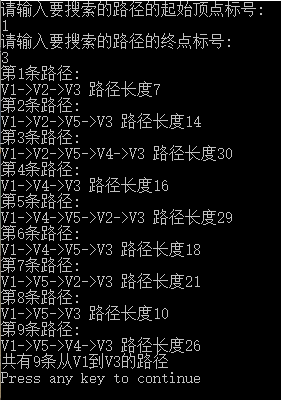 请输入要搜索的路径的起始顶点标号:
1
请输入要搜索的路径的终点标号:
3
第1条路径:
V1->V2->V3 路径长度7
第2条路径:
V1->V2->V5->V3 路径长度14
第3条路径:
V1->V2->V5->V4->V3 路径长度30
第4条路径:
V1->V4->V3 路径长度16
第5条路径:
V1->V4->V5->V2->V3 路径长度29
第6条路径:
V1->V4->V5->V3 路径长度18
第7条路径:
V1->V5->V2->V3 路径长度21
第8条路径:
V1->V5->V3 路径长度10
第9条路径:
V1->V5->V4->V3 路径长度26
共有9条从V1到V3的路径
Press any key to continue